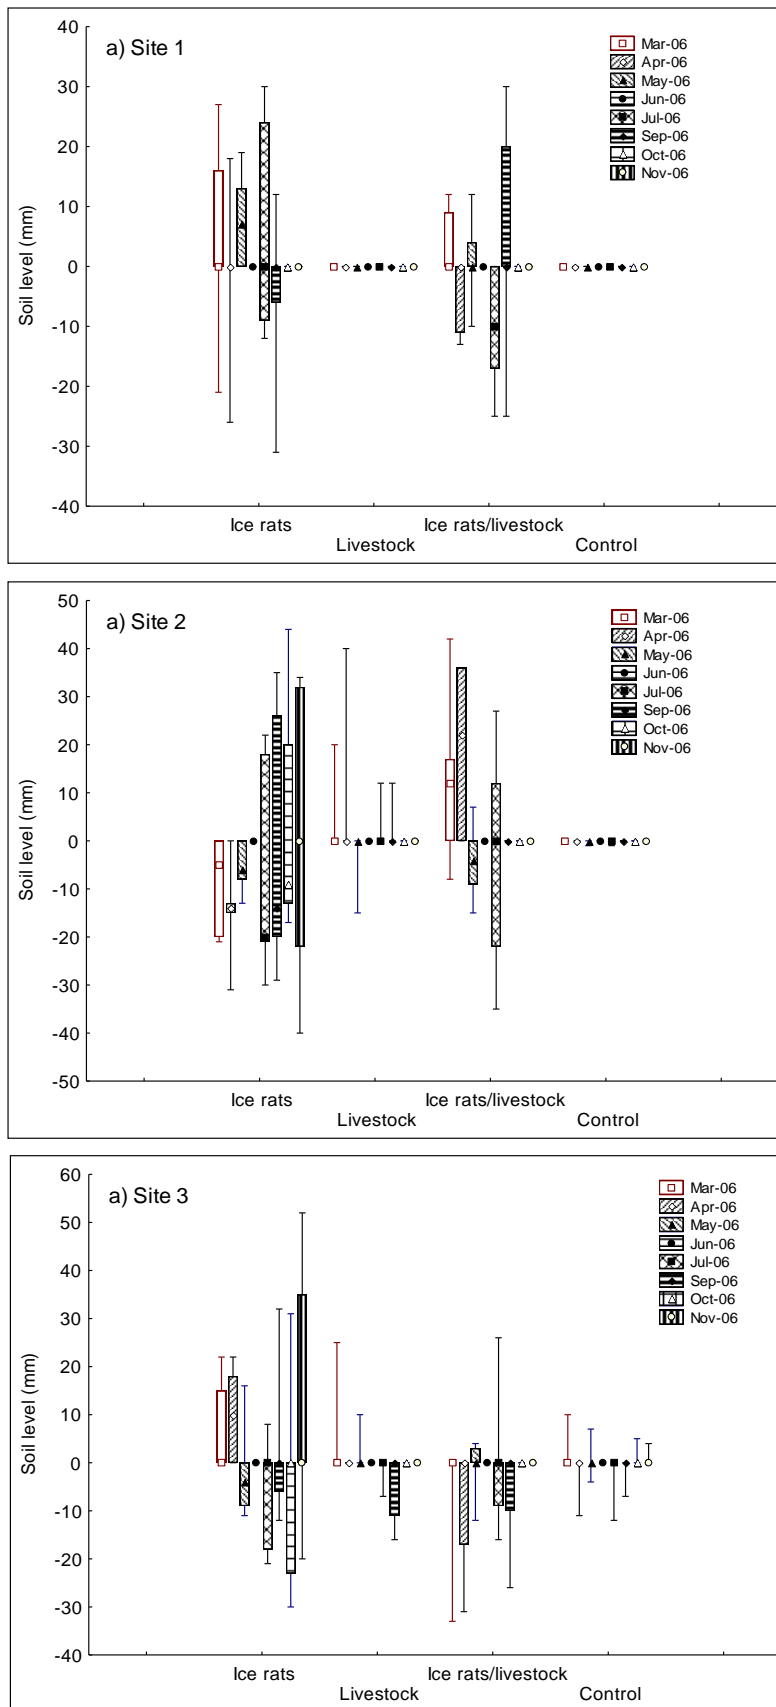 a) Site 1
Soil level (mm)
40
30
20
10
0
-10
-20
-30
-40
Mar-06
Apr-06
May-06
Jun-06
Jul-06
Sep-06
Oct-06
Nov-06
Ice rats
Livestock
Ice rats/livestock
Control
a) Site 2
Soil level (mm)
50
40
30
20
10
0
-10
-20
-30
-40
-50
Mar-06
Apr-06
May-06
Jun-06
Jul-06
Sep-06
Oct-06
Nov-06
Ice rats
Livestock
Ice rats/livestock
Control
a) Site 3
Soil level (mm)
60
50
40
30
20
10
0
-10
-20
-30
-40
Mar-06
Apr-06
May-06
Jun-06
Jul-06
Sep-06
Oct-06
Nov-06
Ice rats
Livestock
Ice rats/livestock
Control